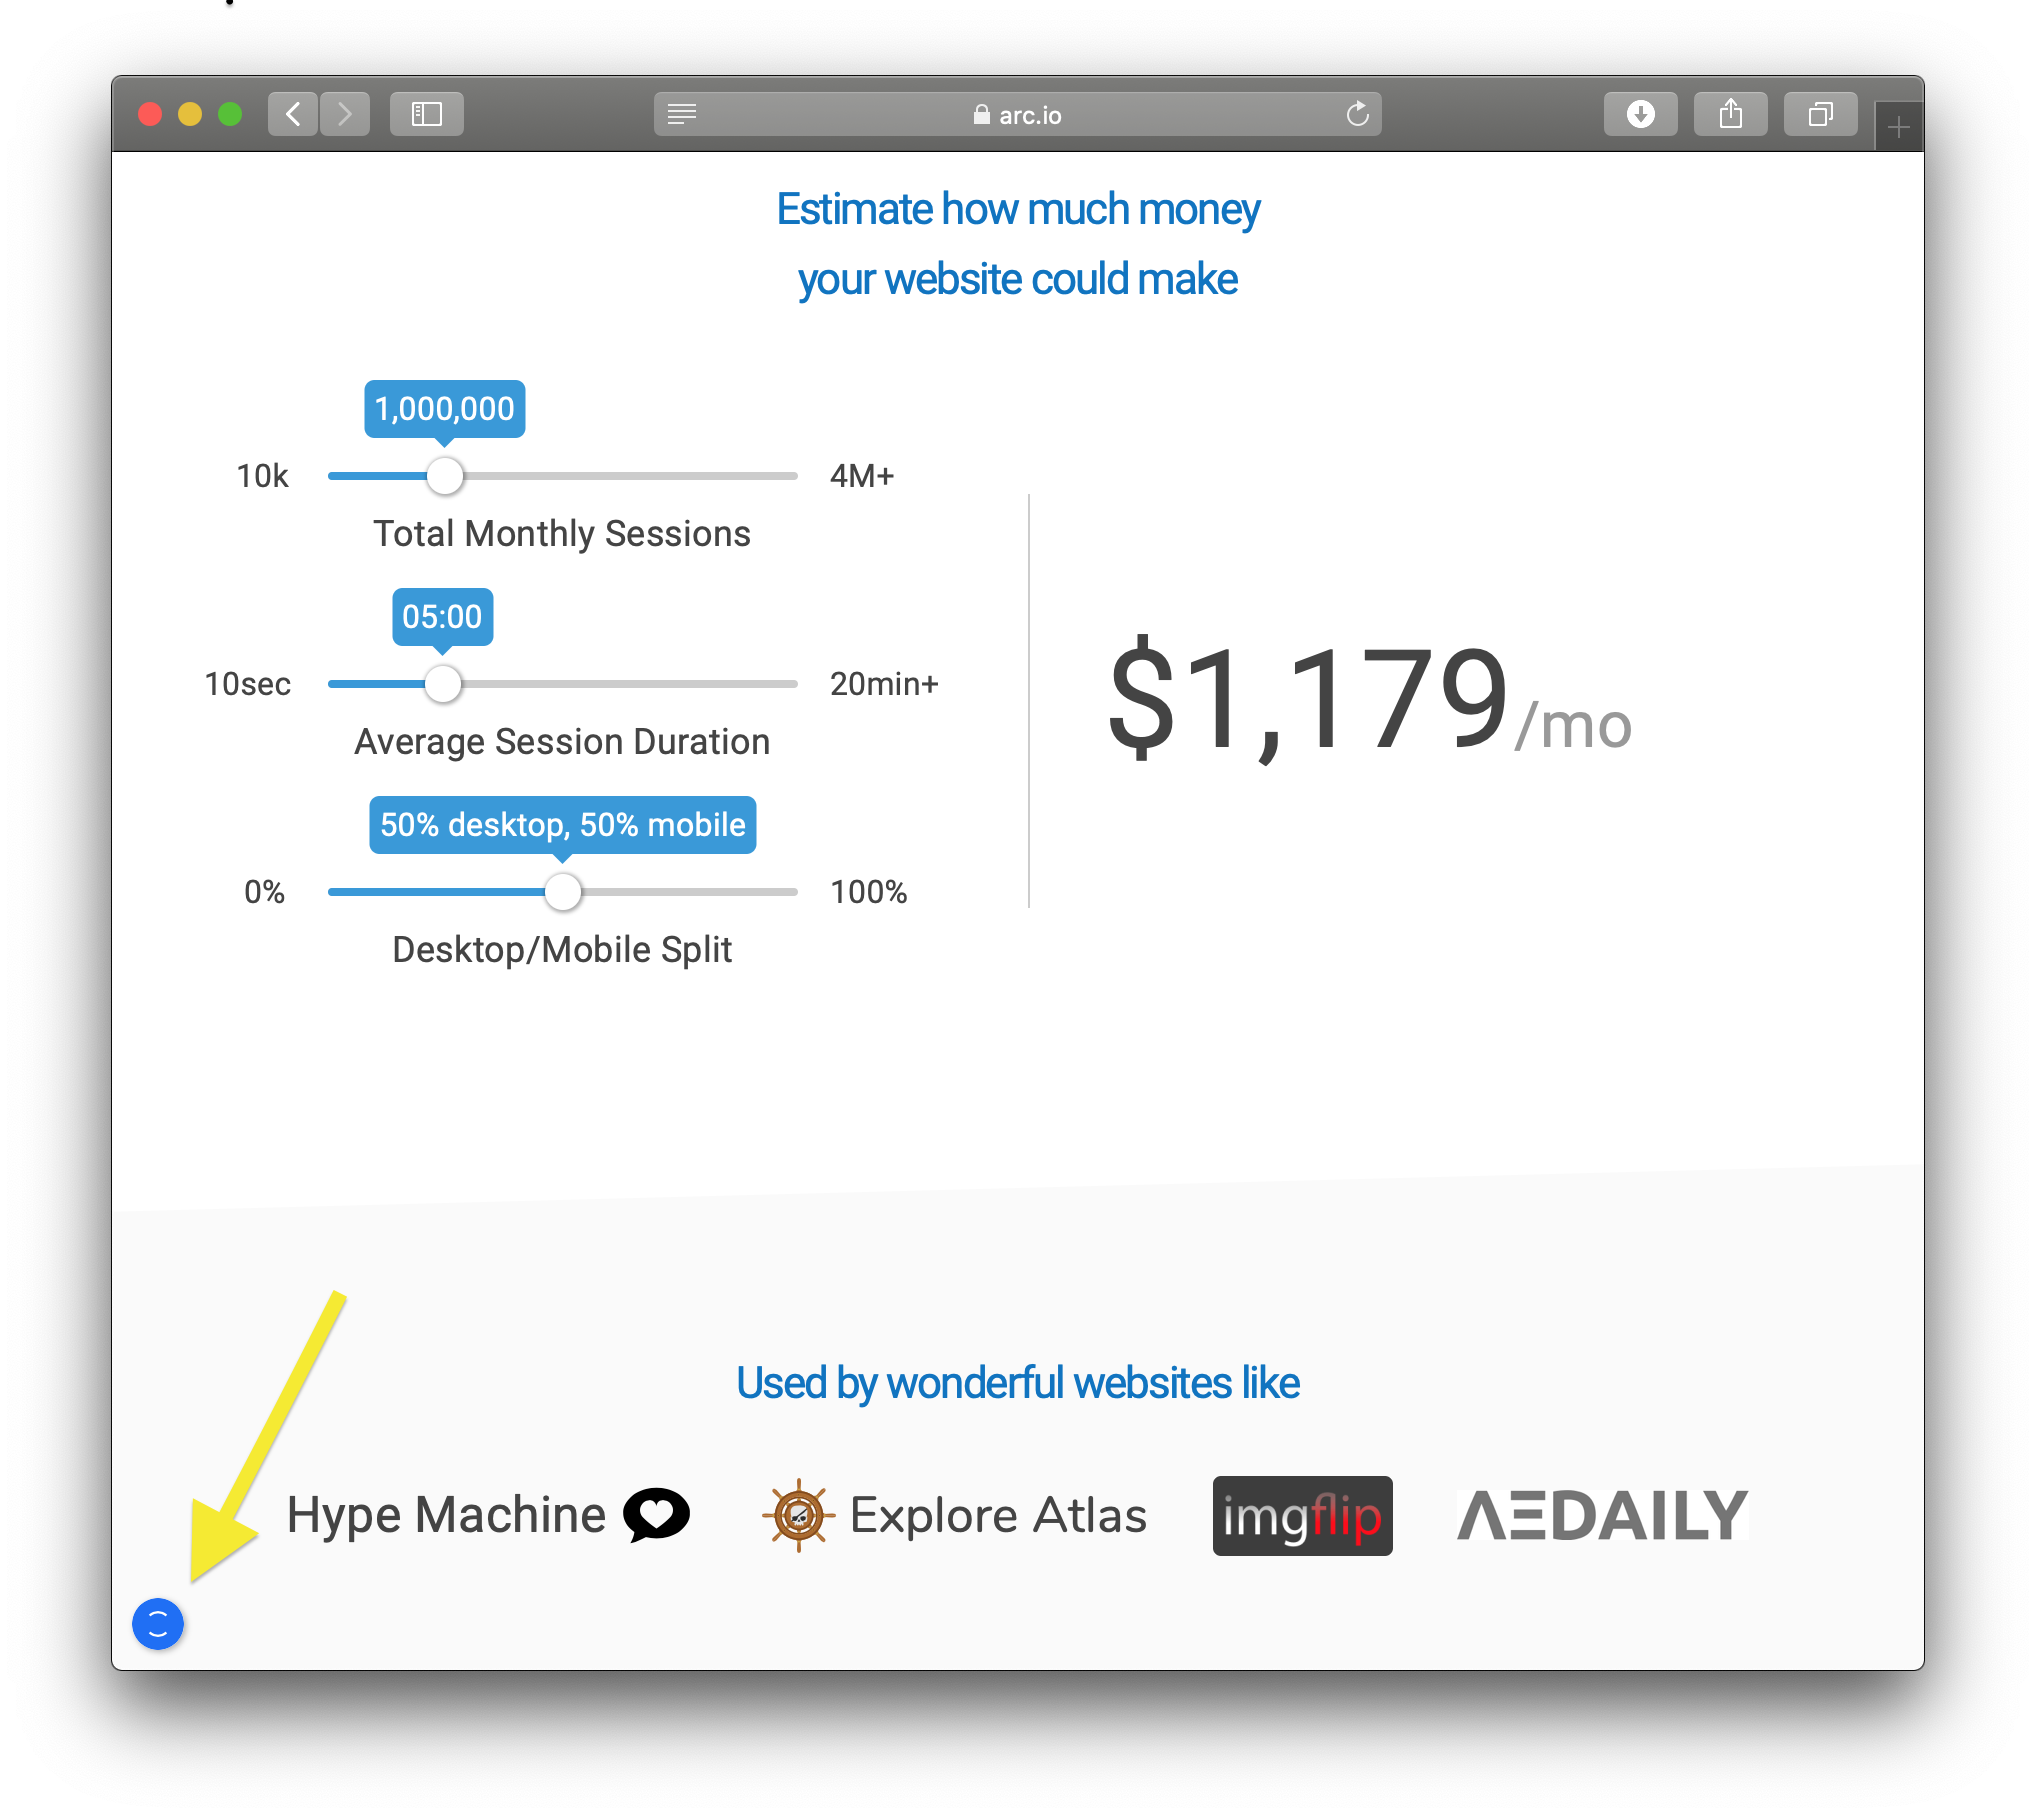 arc.io
Estimate how much money
your website could make
1,000,000
10k
4M+
Total Monthly Sessions
05:00
10sec
20min+
Average Session Duration
50% desktop, 50% mobile
0%
100%
Desktop/Mobile Split
$1,179/mo
Used by wonderful websites like
Hype Machine
Explore Atlas
imgflip
AEDAILY